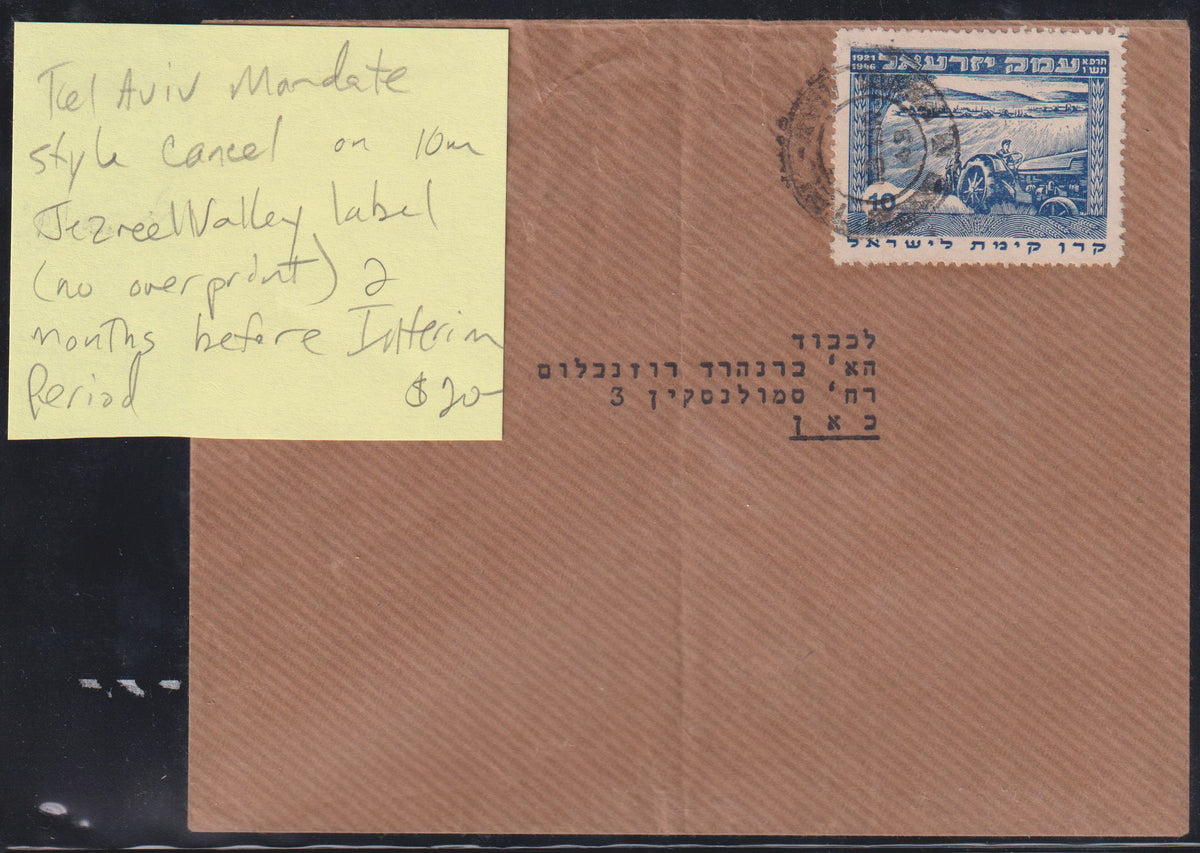 Tel Aviv Mandate
style cancel on 10m
Jezreel Valley label
(no overprint) 2
months before Interim
Period $20-
1921 עמק יזרעאל תרפא
1946 תש"ו
10
קרן קימת לישראל
לכבוד
הא' ברנהרד רוזנבלום
רח' סמולנסקין 3
כ א ן